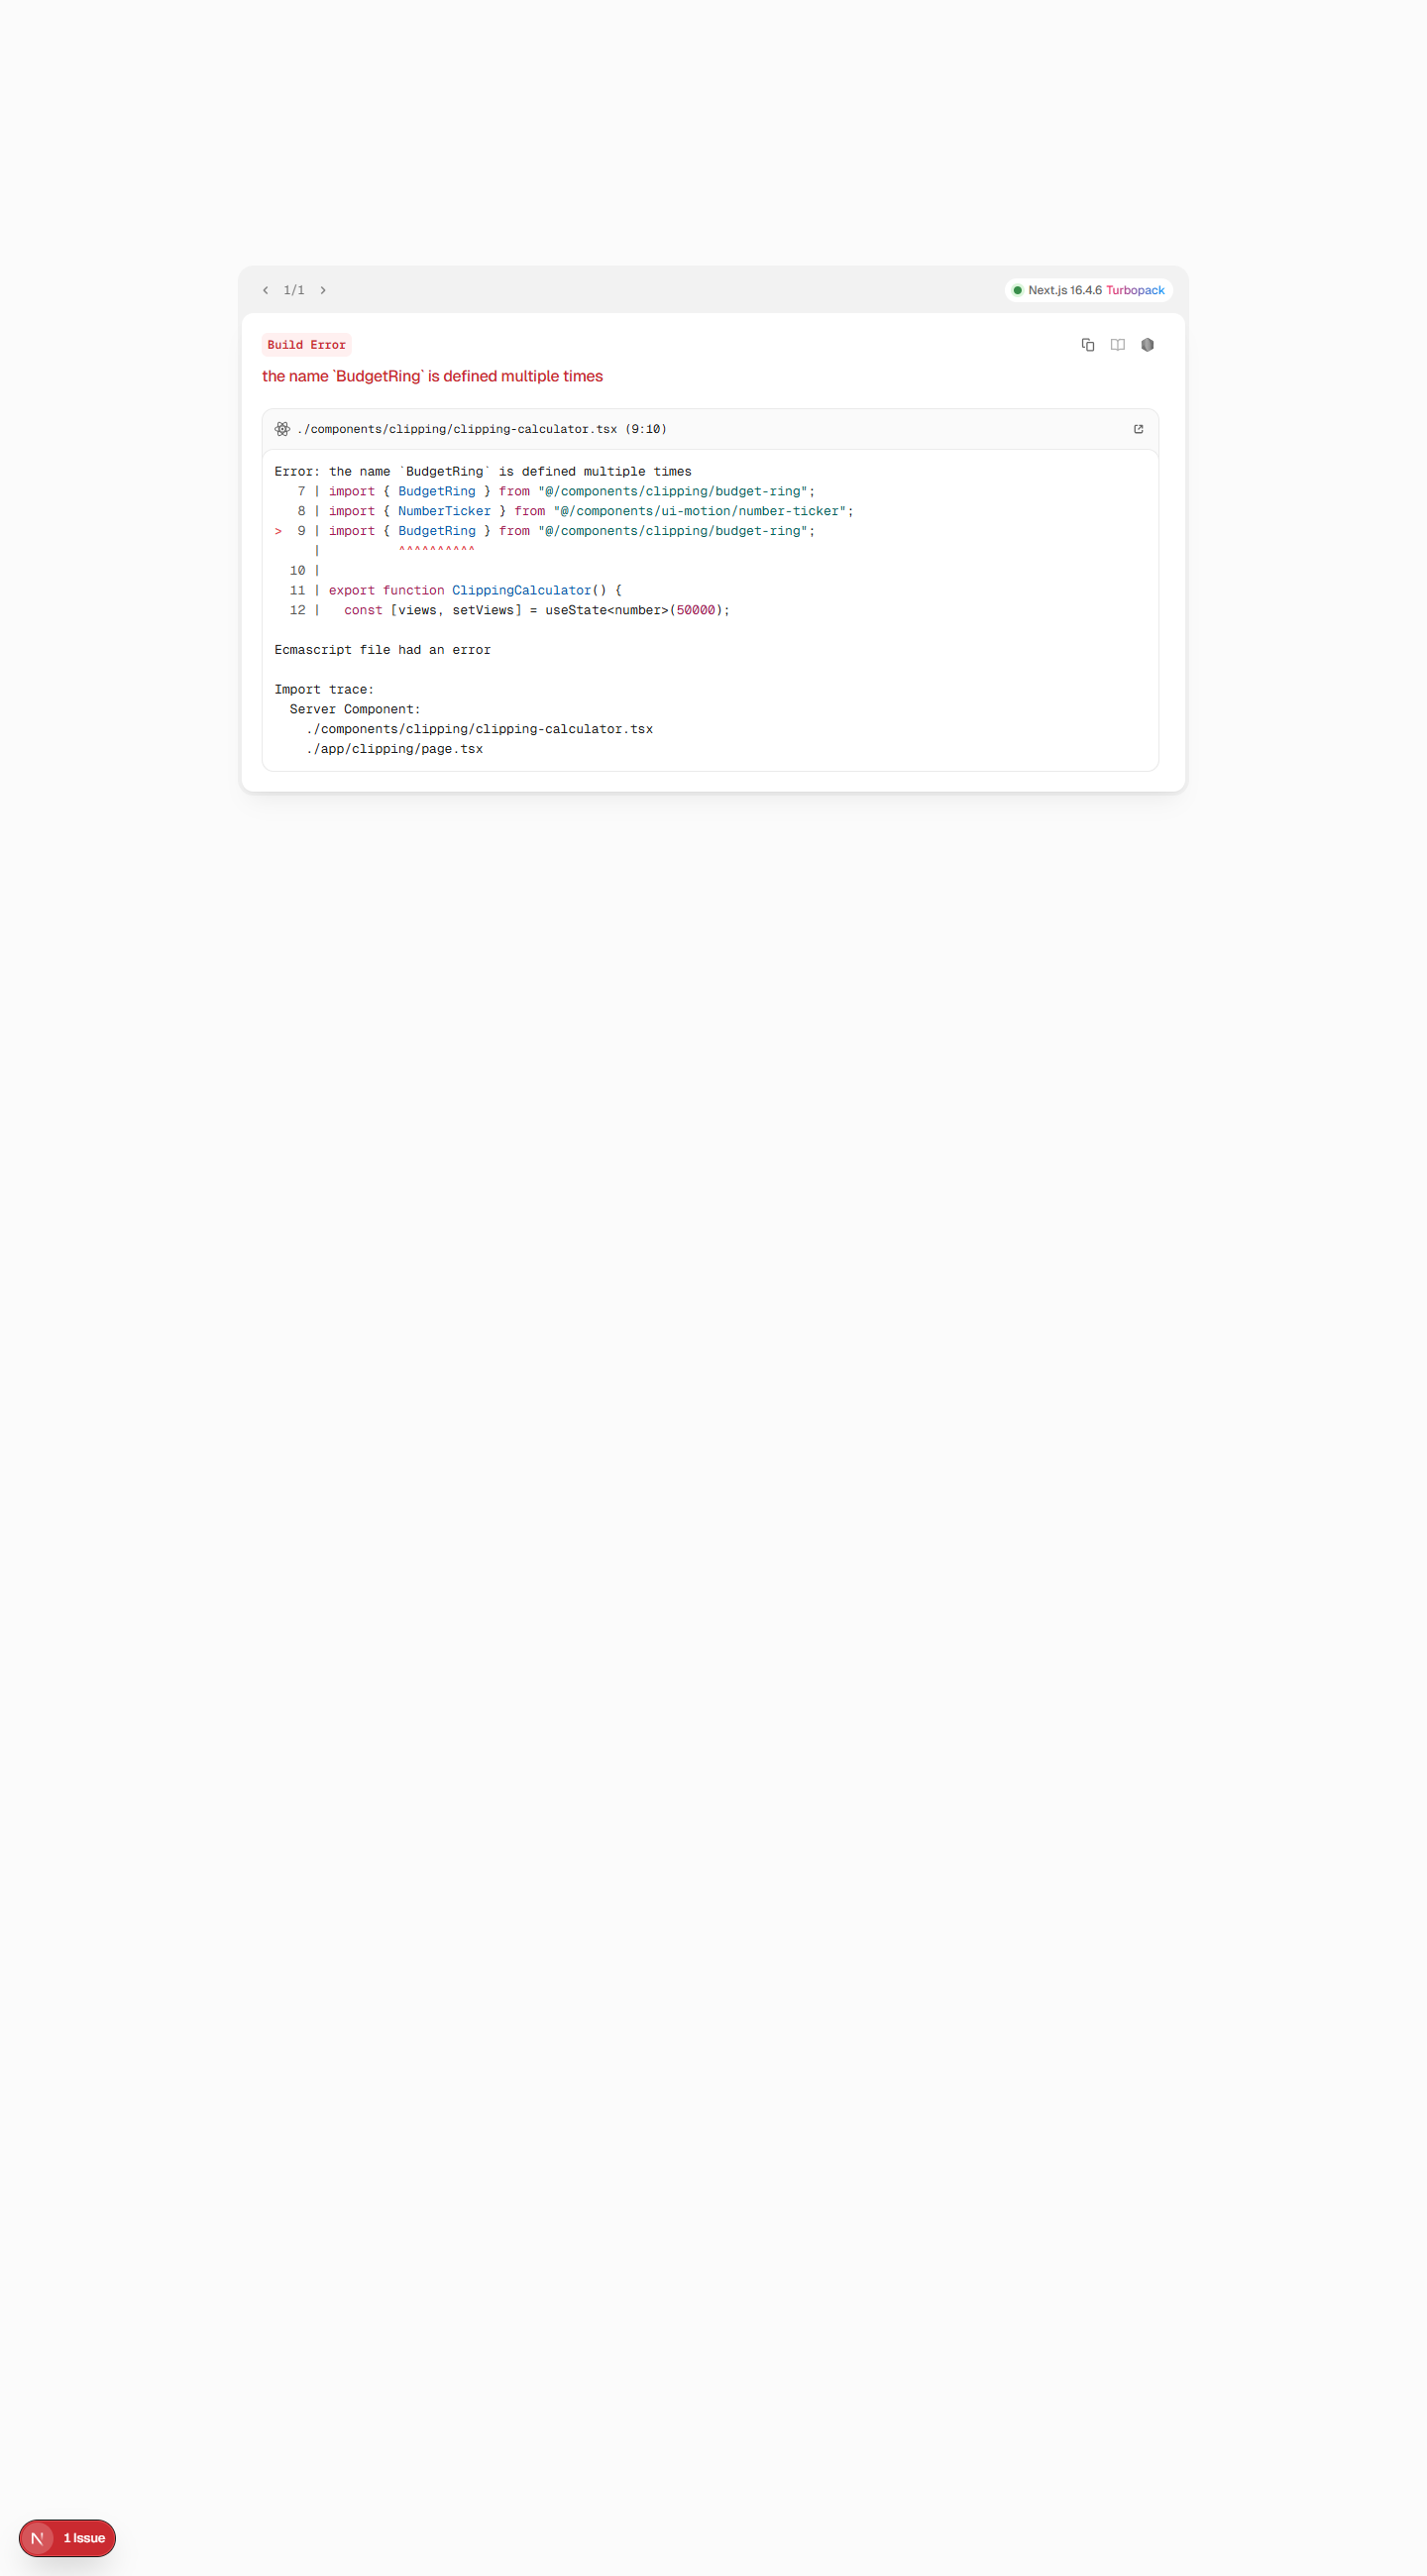 1/1
Next.js 16.4.6 Turbopack
Build Error
the name `BudgetRing` is defined multiple times
./components/clipping/clipping-calculator.tsx (9:10)
Error: the name `BudgetRing` is defined multiple times
7 | import { BudgetRing } from "@/components/clipping/budget-ring";
8 | import { NumberTicker } from "@/components/ui-motion/number-ticker";
> 9 | import { BudgetRing } from "@/components/clipping/budget-ring";
| ^^^^^^^^^^
10 |
11 | export function ClippingCalculator() {
12 | const [views, setViews] = useState<number>(50000);
Ecmascript file had an error
Import trace:
Server Component:
./components/clipping/clipping-calculator.tsx
./app/clipping/page.tsx
N 1 Issue